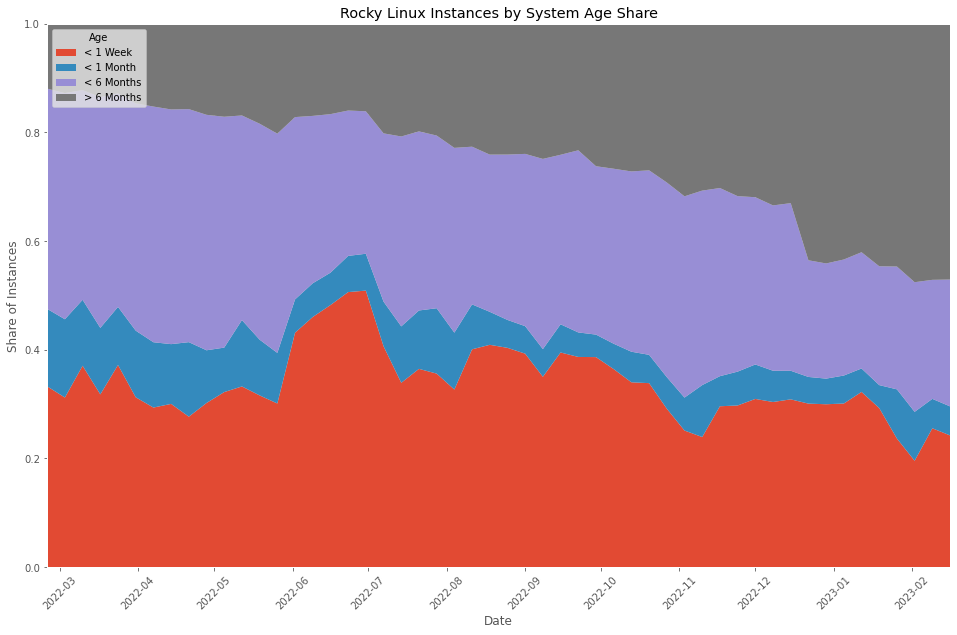 Rocky Linux Instances by System Age Share
1.0
0.8
0.6
0.4
0.2
0.0
Share of Instances
Age
< 1 Week
< 1 Month
< 6 Months
> 6 Months
2022-03
2022-04
2022-05
2022-06
2022-07
2022-08
2022-09
2022-10
2022-11
2022-12
2023-01
2023-02
Date